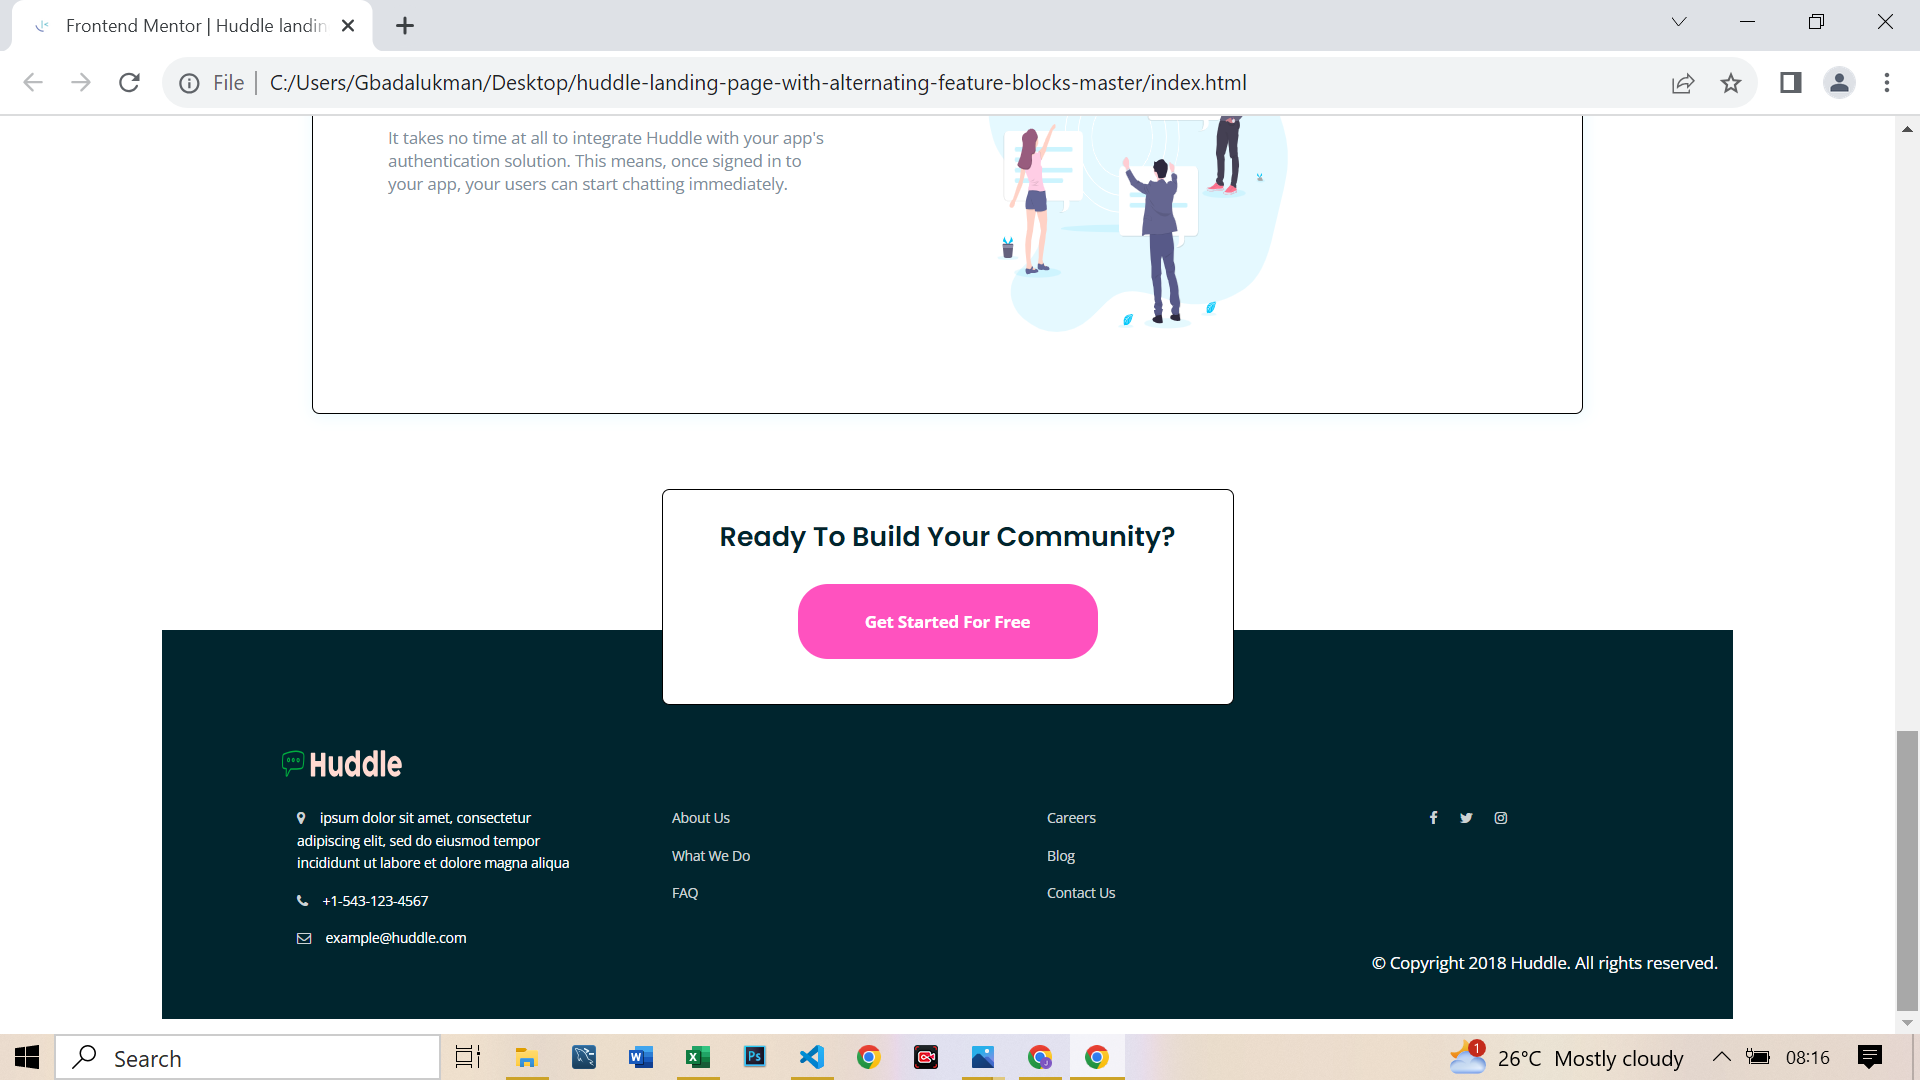 Frontend Mentor | Huddle landin
File
C:/Users/Gbadalukman/Desktop/huddle-landing-page-with-alternating-feature-blocks-master/index.html
It takes no time at all to integrate Huddle with your app's
authentication solution. This means, once signed in to
your app, your users can start chatting immediately.
Ready To Build Your Community?
Get Started For Free
Huddle
ipsum dolor sit amet, consectetur
adipiscing elit, sed do eiusmod tempor
incididunt ut labore et dolore magna aliqua
+1-543-123-4567
example@huddle.com
About Us
What We Do
FAQ
Careers
Blog
Contact Us
© Copyright 2018 Huddle. All rights reserved.
Search
W
X
Ps
J
1
26°C Mostly cloudy
08:16